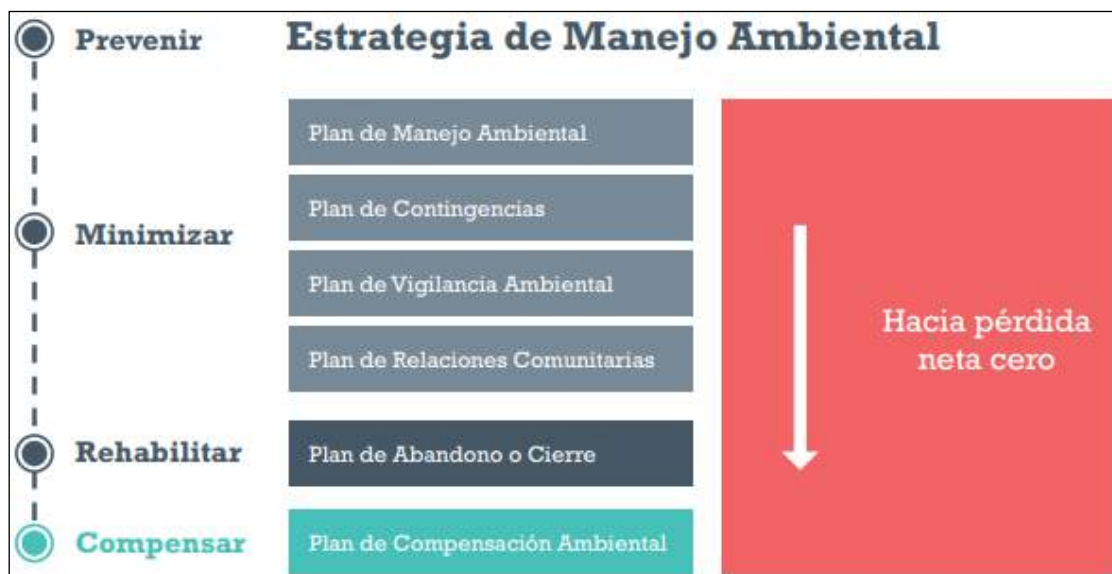 Prevenir
Estrategia de Manejo Ambiental
Plan de Manejo Ambiental
Plan de Contingencias
Minimizar
Plan de Vigilancia Ambiental
Plan de Relaciones Comunitarias
Hacia pérdida
neta cero
Rehabilitar
Plan de Abandono o Cierre
Compensar
Plan de Compensación Ambiental